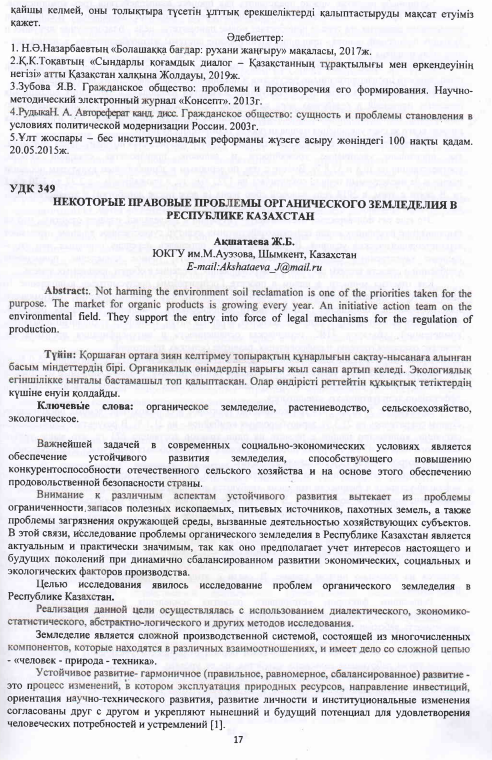 қайшы келмей, оны толықтыра түсетін ұлттық ерекшеліктерді қалыптастыруды мақсат етуіміз
қажет.
Әдебиеттер:
1. Н.Ә.Назарбаевтың «Болашаққа бағдар: рухани жаңғыру» мақаласы, 2017ж.
2.Қ.К.Тоқаевтың «Сындарлы қоғамдық диалог – Қазақстанның тұрақтылығы мен өркендеуінің
негізі» атты Қазақстан халқына Жолдауы, 2019ж.
3.Зубова Я.В. Гражданское общество: проблемы и противоречия его формирования. Научно-
методический электронный журнал «Концепт». 2013г.
4.РудыкаН. А. Автореферат канд. дисс. Гражданское общество: сущность и проблемы становления в
условиях политической модернизации России. 2003г.
5.Ұлт жоспары – бес институционалдық реформаны жүзеге асыру жөніндегі 100 нақты қадам.
20.05.2015ж.
УДК 349
НЕКОТОРЫЕ ПРАВОВЫЕ ПРОБЛЕМЫ ОРГАНИЧЕСКОГО ЗЕМЛЕДЕЛИЯ В
РЕСПУБЛИКЕ КАЗАХСТАН
Ақшатаева Ж.Б.
ЮКГУ им.М.Ауэзова, Шымкент, Казахстан
E-mail:Akshataeva_J@mail.ru
Abstract:. Not harming the environment soil reclamation is one of the priorities taken for the
purpose. The market for organic products is growing every year. An initiative action team on the
environmental field. They support the entry into force of legal mechanisms for the regulation of
production.
Түйін: Қоршаған ортаға зиян келтірмеу топырақтың құнарлығын сақтау-нысанаға алынған
басым міндеттердің бірі. Органикалық өнімдердің нарығы жыл санап артып келеді. Экологиялық
егіншілікке ынталы бастамашыл топ қалыптасқан. Олар өндірісті реттейтін құқықтық тетіктердің
күшіне енуін қолдайды.
Ключевые слова: органическое земледелие, растениеводство, сельскоехозяйство,
экологическое.
Важнейшей задачей в современных социально-экономических условиях является
обеспечение устойчивого развития земледелия, способствующего повышению
конкурентоспособности отечественного сельского хозяйства и на основе этого обеспечению
продовольственной безопасности страны.
Внимание к различным аспектам устойчивого развития вытекает из проблемы
ограниченности запасов полезных ископаемых, питьевых источников, пахотных земель, а также
проблемы загрязнения окружающей среды, вызванные деятельностью хозяйствующих субъектов.
В этой связи, исследование проблемы органического земледелия в Республике Казахстан является
актуальным и практически значимым, так как оно предполагает учет интересов настоящего и
будущих поколений при динамично сбалансированном развитии экономических, социальных и
экологических факторов производства.
Целью исследования явилось исследование проблем органического земледелия в
Республике Казахстан.
Реализация данной цели осуществлялась с использованием диалектического, экономико-
статистического, абстрактно-логического и других методов исследования.
Земледелие является сложной производственной системой, состоящей из многочисленных
компонентов, которые находятся в различных взаимоотношениях, и имеет дело со сложной цепью
- «человек - природа - техника».
Устойчивое развитие- гармоничное (правильное, равномерное, сбалансированное) развитие -
это процесс изменений, в котором эксплуатация природных ресурсов, направление инвестиций,
ориентация научно-технического развития, развитие личности и институциональные изменения
согласованы друг с другом и укрепляют нынешний и будущий потенциал для удовлетворения
человеческих потребностей и устремлений [1].
17